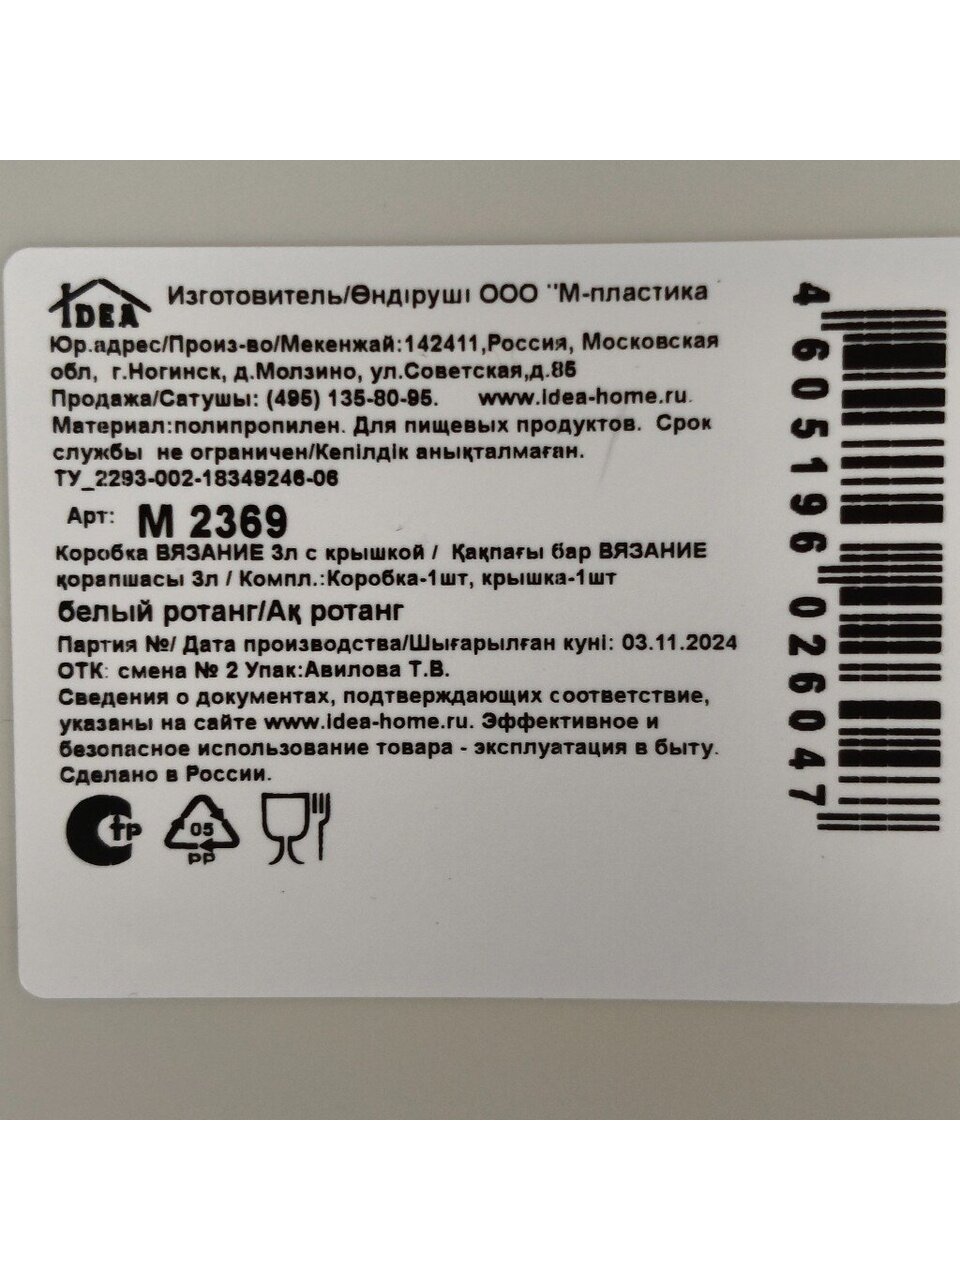 IDEA
Изготовитель/Өндіруші ООО "М-пластика
Юр.адрес/Произ-во/Мекенжай:142411,Россия, Московская
обл, г.Ногинск, д.Молзино, ул.Советская,д.85
Продажа/Сатушы: (495) 135-80-95. www.idea-home.ru.
Материал:полипропилен. Для пищевых продуктов. Срок
службы не ограничен/Кепілдік анықталмаған.
ТУ_2293-002-18349246-06
Арт: М 2369
Коробка ВЯЗАНИЕ 3л с крышкой / Қақпағы бар ВЯЗАНИЕ
қорапшасы 3л / Компл.:Коробка-1шт, крышка-1шт
белый ротанг/Ақ ротанг
Партия №/ Дата производства/Шығарылған куні: 03.11.2024
ОТК: смена № 2 Упак:Авилова Т.В.
Сведения о документах, подтверждающих соответствие,
указаны на сайте www.idea-home.ru. Эффективное и
безопасное использование товара - эксплуатация в быту.
Сделано в России.
тр
05
PP
4605196026047